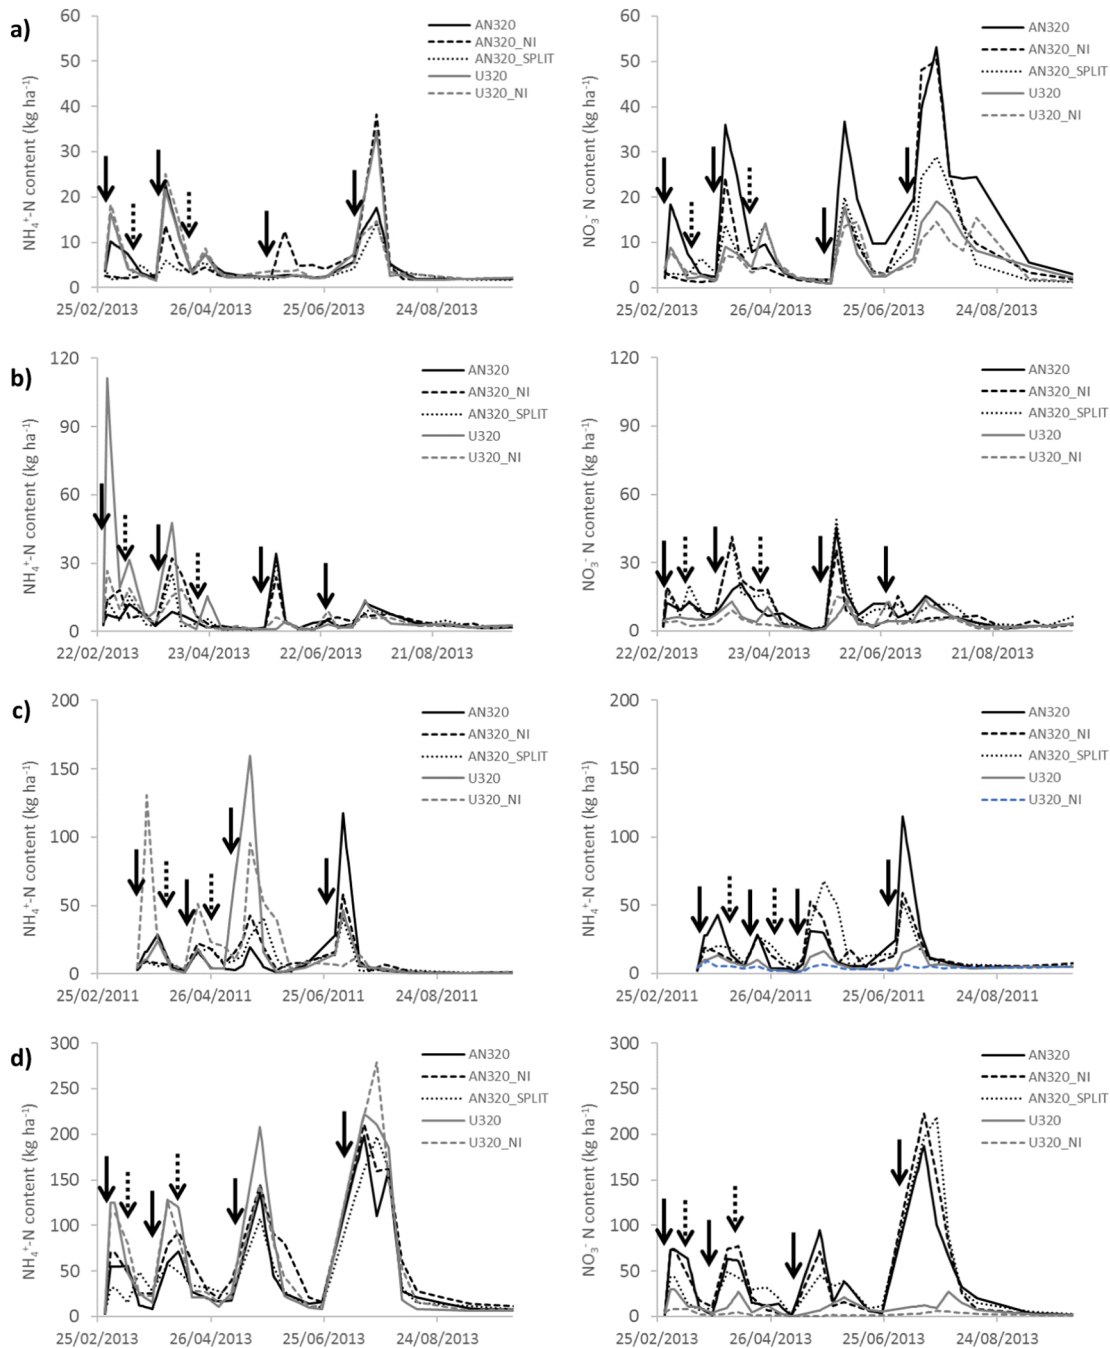 a)
NH₄⁺-N content (kg ha⁻¹)
60
50
40
30
20
10
0
25/02/2013 26/04/2013 25/06/2013 24/08/2013
AN320
AN320_NI
AN320_SPLIT
U320
U320_NI
NO₃⁻ N content (kg ha⁻¹)
60
50
40
30
20
10
0
25/02/2013 26/04/2013 25/06/2013 24/08/2013
AN320
AN320_NI
AN320_SPLIT
U320
U320_NI
b)
NH₄⁺-N content (kg ha⁻¹)
120
90
60
30
0
22/02/2013 23/04/2013 22/06/2013 21/08/2013
AN320
AN320_NI
AN320_SPLIT
U320
U320_NI
NO₃⁻ N content (kg ha⁻¹)
120
90
60
30
0
22/02/2013 23/04/2013 22/06/2013 21/08/2013
AN320
AN320_NI
AN320_SPLIT
U320
U320_NI
c)
NH₄⁺-N content (kg ha⁻¹)
200
150
100
50
0
25/02/2011 26/04/2011 25/06/2011 24/08/2011
AN320
AN320_NI
AN320_SPLIT
U320
U320_NI
NH₄⁺-N content (kg ha⁻¹)
200
150
100
50
0
25/02/2011 26/04/2011 25/06/2011 24/08/2011
AN320
AN320_NI
AN320_SPLIT
U320
U320_NI
d)
NH₄⁺-N content (kg ha⁻¹)
300
250
200
150
100
50
0
25/02/2013 26/04/2013 25/06/2013 24/08/2013
AN320
AN320_NI
AN320_SPLIT
U320
U320_NI
NO₃⁻ N content (kg ha⁻¹)
300
250
200
150
100
50
0
25/02/2013 26/04/2013 25/06/2013 24/08/2013
AN320
AN320_NI
AN320_SPLIT
U320
U320_NI